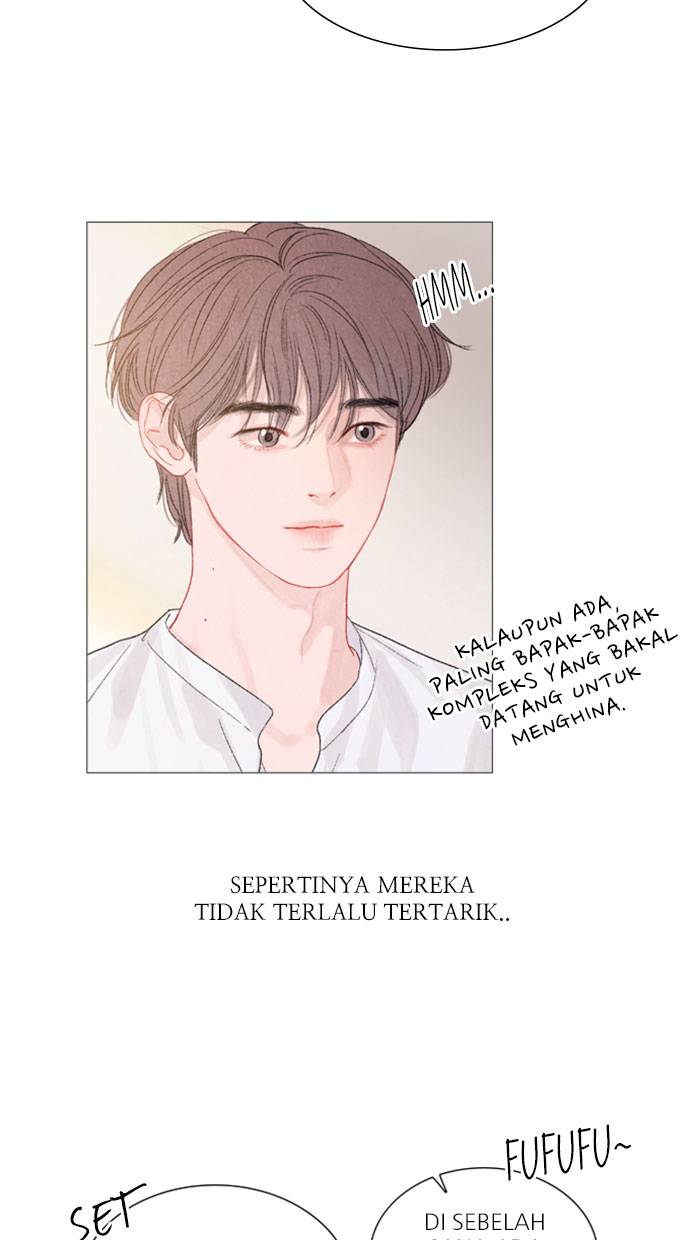 HMM...
KALAUPUN ADA,
PALING BAPAK-BAPAK
KOMPLEKS YANG BAKAL
DATANG UNTUK
MENGHINA.
SEPERTINYA MEREKA
TIDAK TERLALU TERTARIK..
FUFUFU~
SET
DI SEBELAH